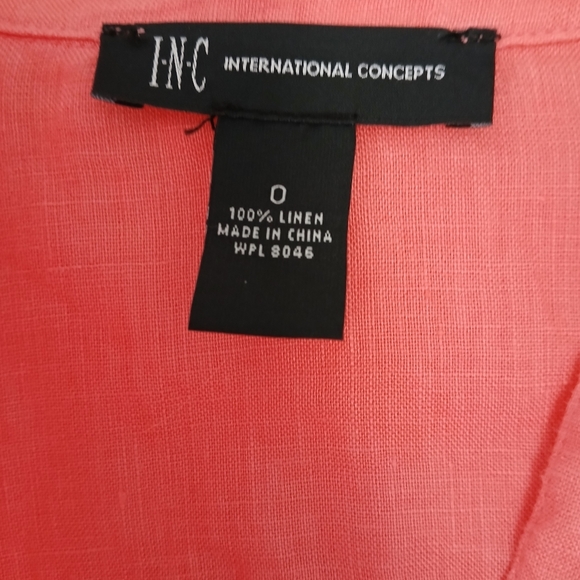 I·N·C INTERNATIONAL CONCEPTS
0
100% LINEN
MADE IN CHINA
WPL 8046